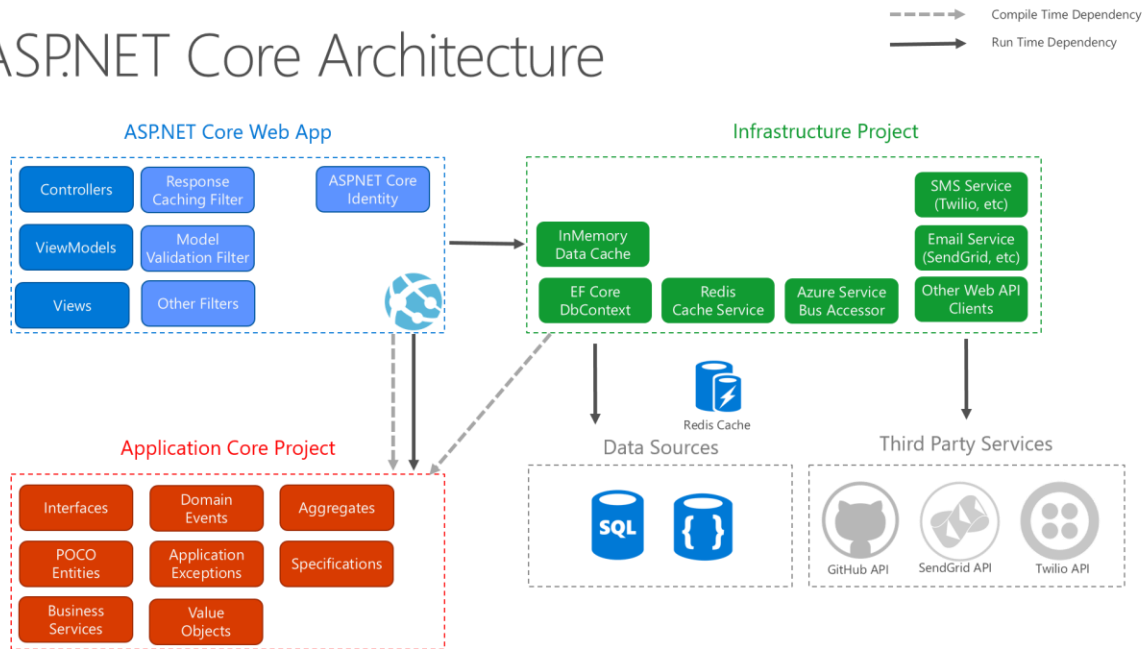 ASP.NET Core Architecture
Compile Time Dependency
Run Time Dependency
ASP.NET Core Web App
Controllers
Response
Caching Filter
ASP.NET Core
Identity
ViewModels
Model
Validation Filter
Views
Other Filters
Infrastructure Project
SMS Service
(Twilio, etc)
InMemory
Data Cache
Email Service
(SendGrid, etc)
EF Core
DbContext
Redis
Cache Service
Azure Service
Bus Accessor
Other Web API
Clients
Redis Cache
Application Core Project
Interfaces
Domain
Events
Aggregates
POCO
Entities
Application
Exceptions
Specifications
Business
Services
Value
Objects
Data Sources
SQL
{ }
Third Party Services
GitHub API
SendGrid API
Twilio API